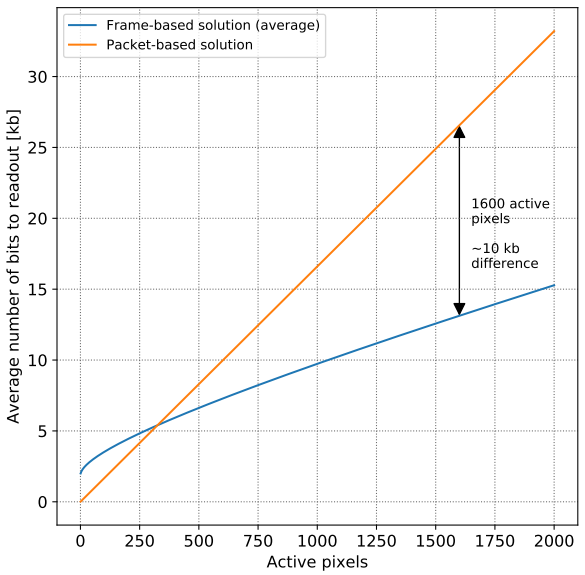 Frame-based solution (average)
Packet-based solution
Average number of bits to readout [kb]
30
25
20
15
10
5
0
1600 active
pixels
~10 kb
difference
0 250 500 750 1000 1250 1500 1750 2000
Active pixels